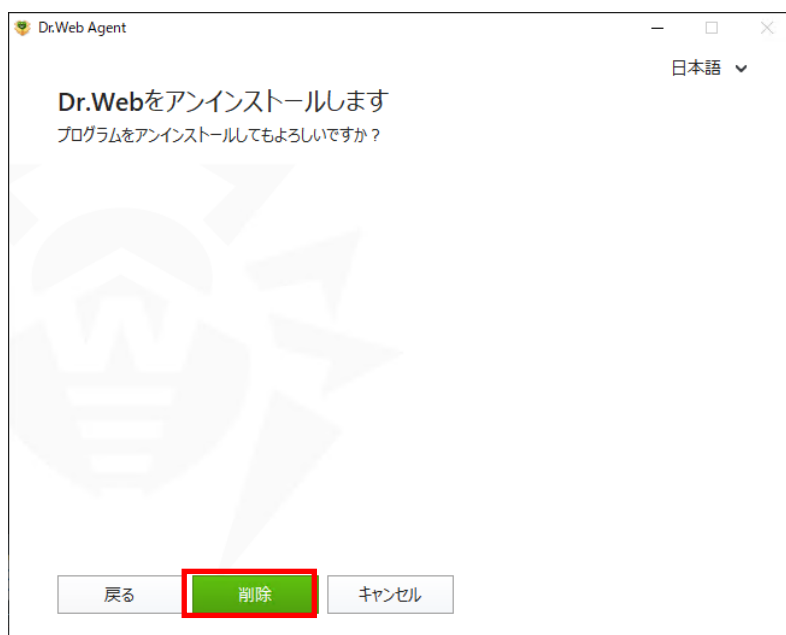 Dr.Web Agent
日本語
Dr.Webをアンインストールします
プログラムをアンインストールしてもよろしいですか？
戻る
削除
キャンセル